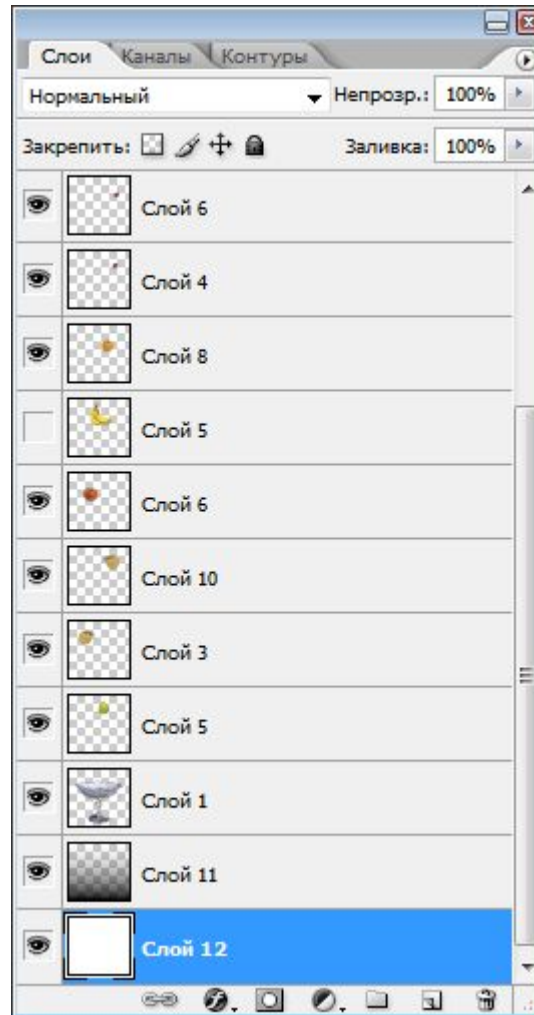 Слои Каналы Контуры
Нормальный Непрозр.: 100%
Закрепить: Заливка: 100%
Слой 6
Слой 4
Слой 8
Слой 5
Слой 6
Слой 10
Слой 3
Слой 5
Слой 1
Слой 11
Слой 12